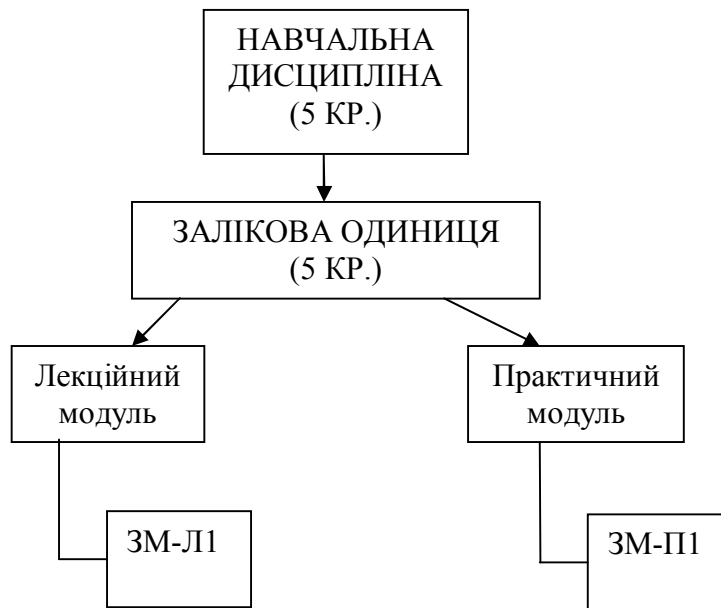 НАВЧАЛЬНА
ДИСЦИПЛІНА
(5 КР.)
ЗАЛІКОВА ОДИНИЦЯ
(5 КР.)
Лекційний
модуль
Практичний
модуль
ЗМ-Л1
ЗМ-П1